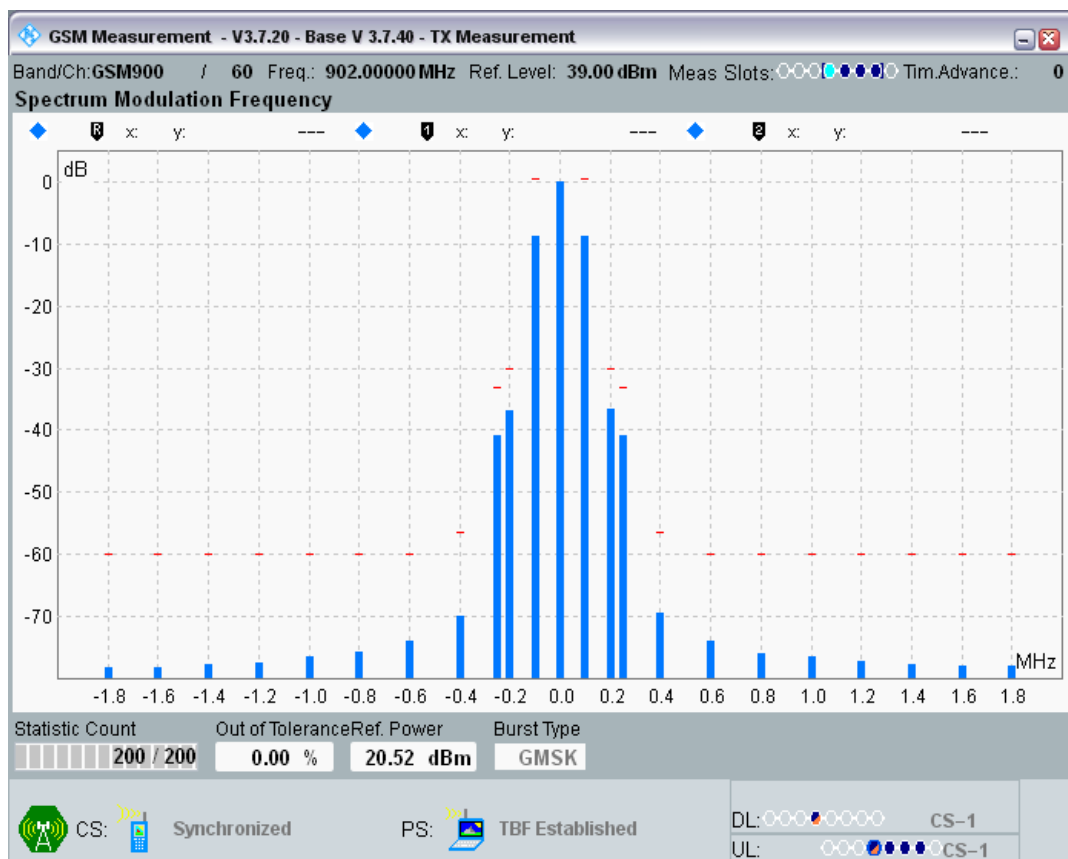 GSM Measurement - V3.7.20 - Base V 3.7.40 - TX Measurement
Band/Ch:GSM900 / 60 Freq.: 902.00000 MHz Ref. Level: 39.00 dBm Meas Slots: Tim.Advance.: 0
Spectrum Modulation Frequency
R x: y: --- 1 x: y: --- 2 x: y: ---
dB
0
-10
-20
-30
-40
-50
-60
-70
MHz
-1.8 -1.6 -1.4 -1.2 -1.0 -0.8 -0.6 -0.4 -0.2 0.0 0.2 0.4 0.6 0.8 1.0 1.2 1.4 1.6 1.8
Statistic Count Out of Tolerance Ref. Power Burst Type
200 / 200 0.00 % 20.52 dBm GMSK
CS: Synchronized PS: TBF Established
DL: CS-1
UL: CS-1